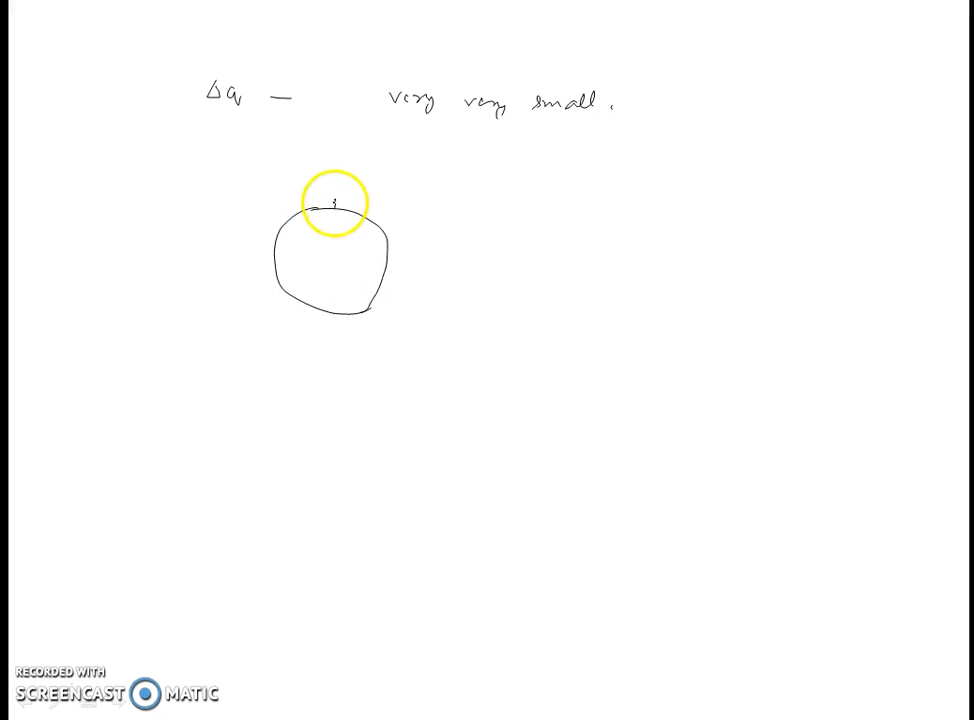 Δq — very very small.
RECORDED WITH
SCREENCAST MATIC